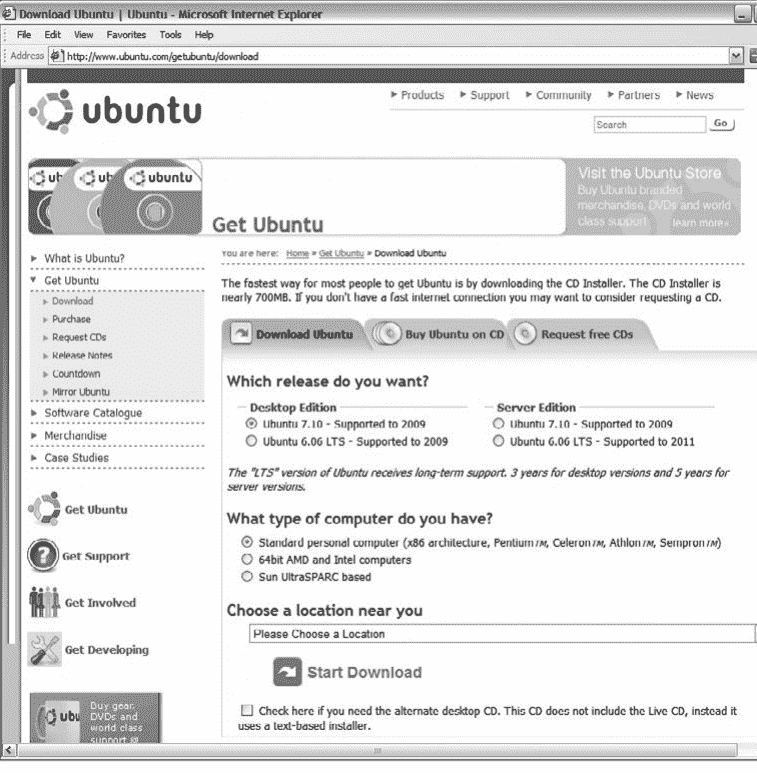 Download Ubuntu | Ubuntu - Microsoft Internet Explorer
File Edit View Favorites Tools Help
Address http://www.ubuntu.com/getubuntu/download
ubuntu
Products Support Community Partners News
Search Go
ub ub ubuntu
Visit the Ubuntu Store
Buy Ubuntu branded
merchandise, DVDs and world
class support learn more»
Get Ubuntu
You are here: Home » Get Ubuntu » Download Ubuntu
What is Ubuntu?
Get Ubuntu
Download
Purchase
Request CDs
Release Notes
Countdown
Mirror Ubuntu
Software Catalogue
Merchandise
Case Studies
Get Ubuntu
Get Support
Get Involved
Get Developing
ubu
Buy gear,
DVDs and
world class
support @
The fastest way for most people to get Ubuntu is by downloading the CD Installer. The CD Installer is
nearly 700MB. If you don't have a fast internet connection you may want to consider requesting a CD.
Download Ubuntu Buy Ubuntu on CD Request free CDs
Which release do you want?
Desktop Edition Server Edition
Ubuntu 7.10 - Supported to 2009 Ubuntu 7.10 - Supported to 2009
Ubuntu 6.06 LTS - Supported to 2009 Ubuntu 6.06 LTS - Supported to 2011
The "LTS" version of Ubuntu receives long-term support. 3 years for desktop versions and 5 years for
server versions.
What type of computer do you have?
Standard personal computer (x86 architecture, Pentium™, Celeron™, Athlon™, Sempron™)
64bit AMD and Intel computers
Sun UltraSPARC based
Choose a location near you
Please Choose a Location
Start Download
Check here if you need the alternate desktop CD. This CD does not include the Live CD, instead it
uses a text-based installer.